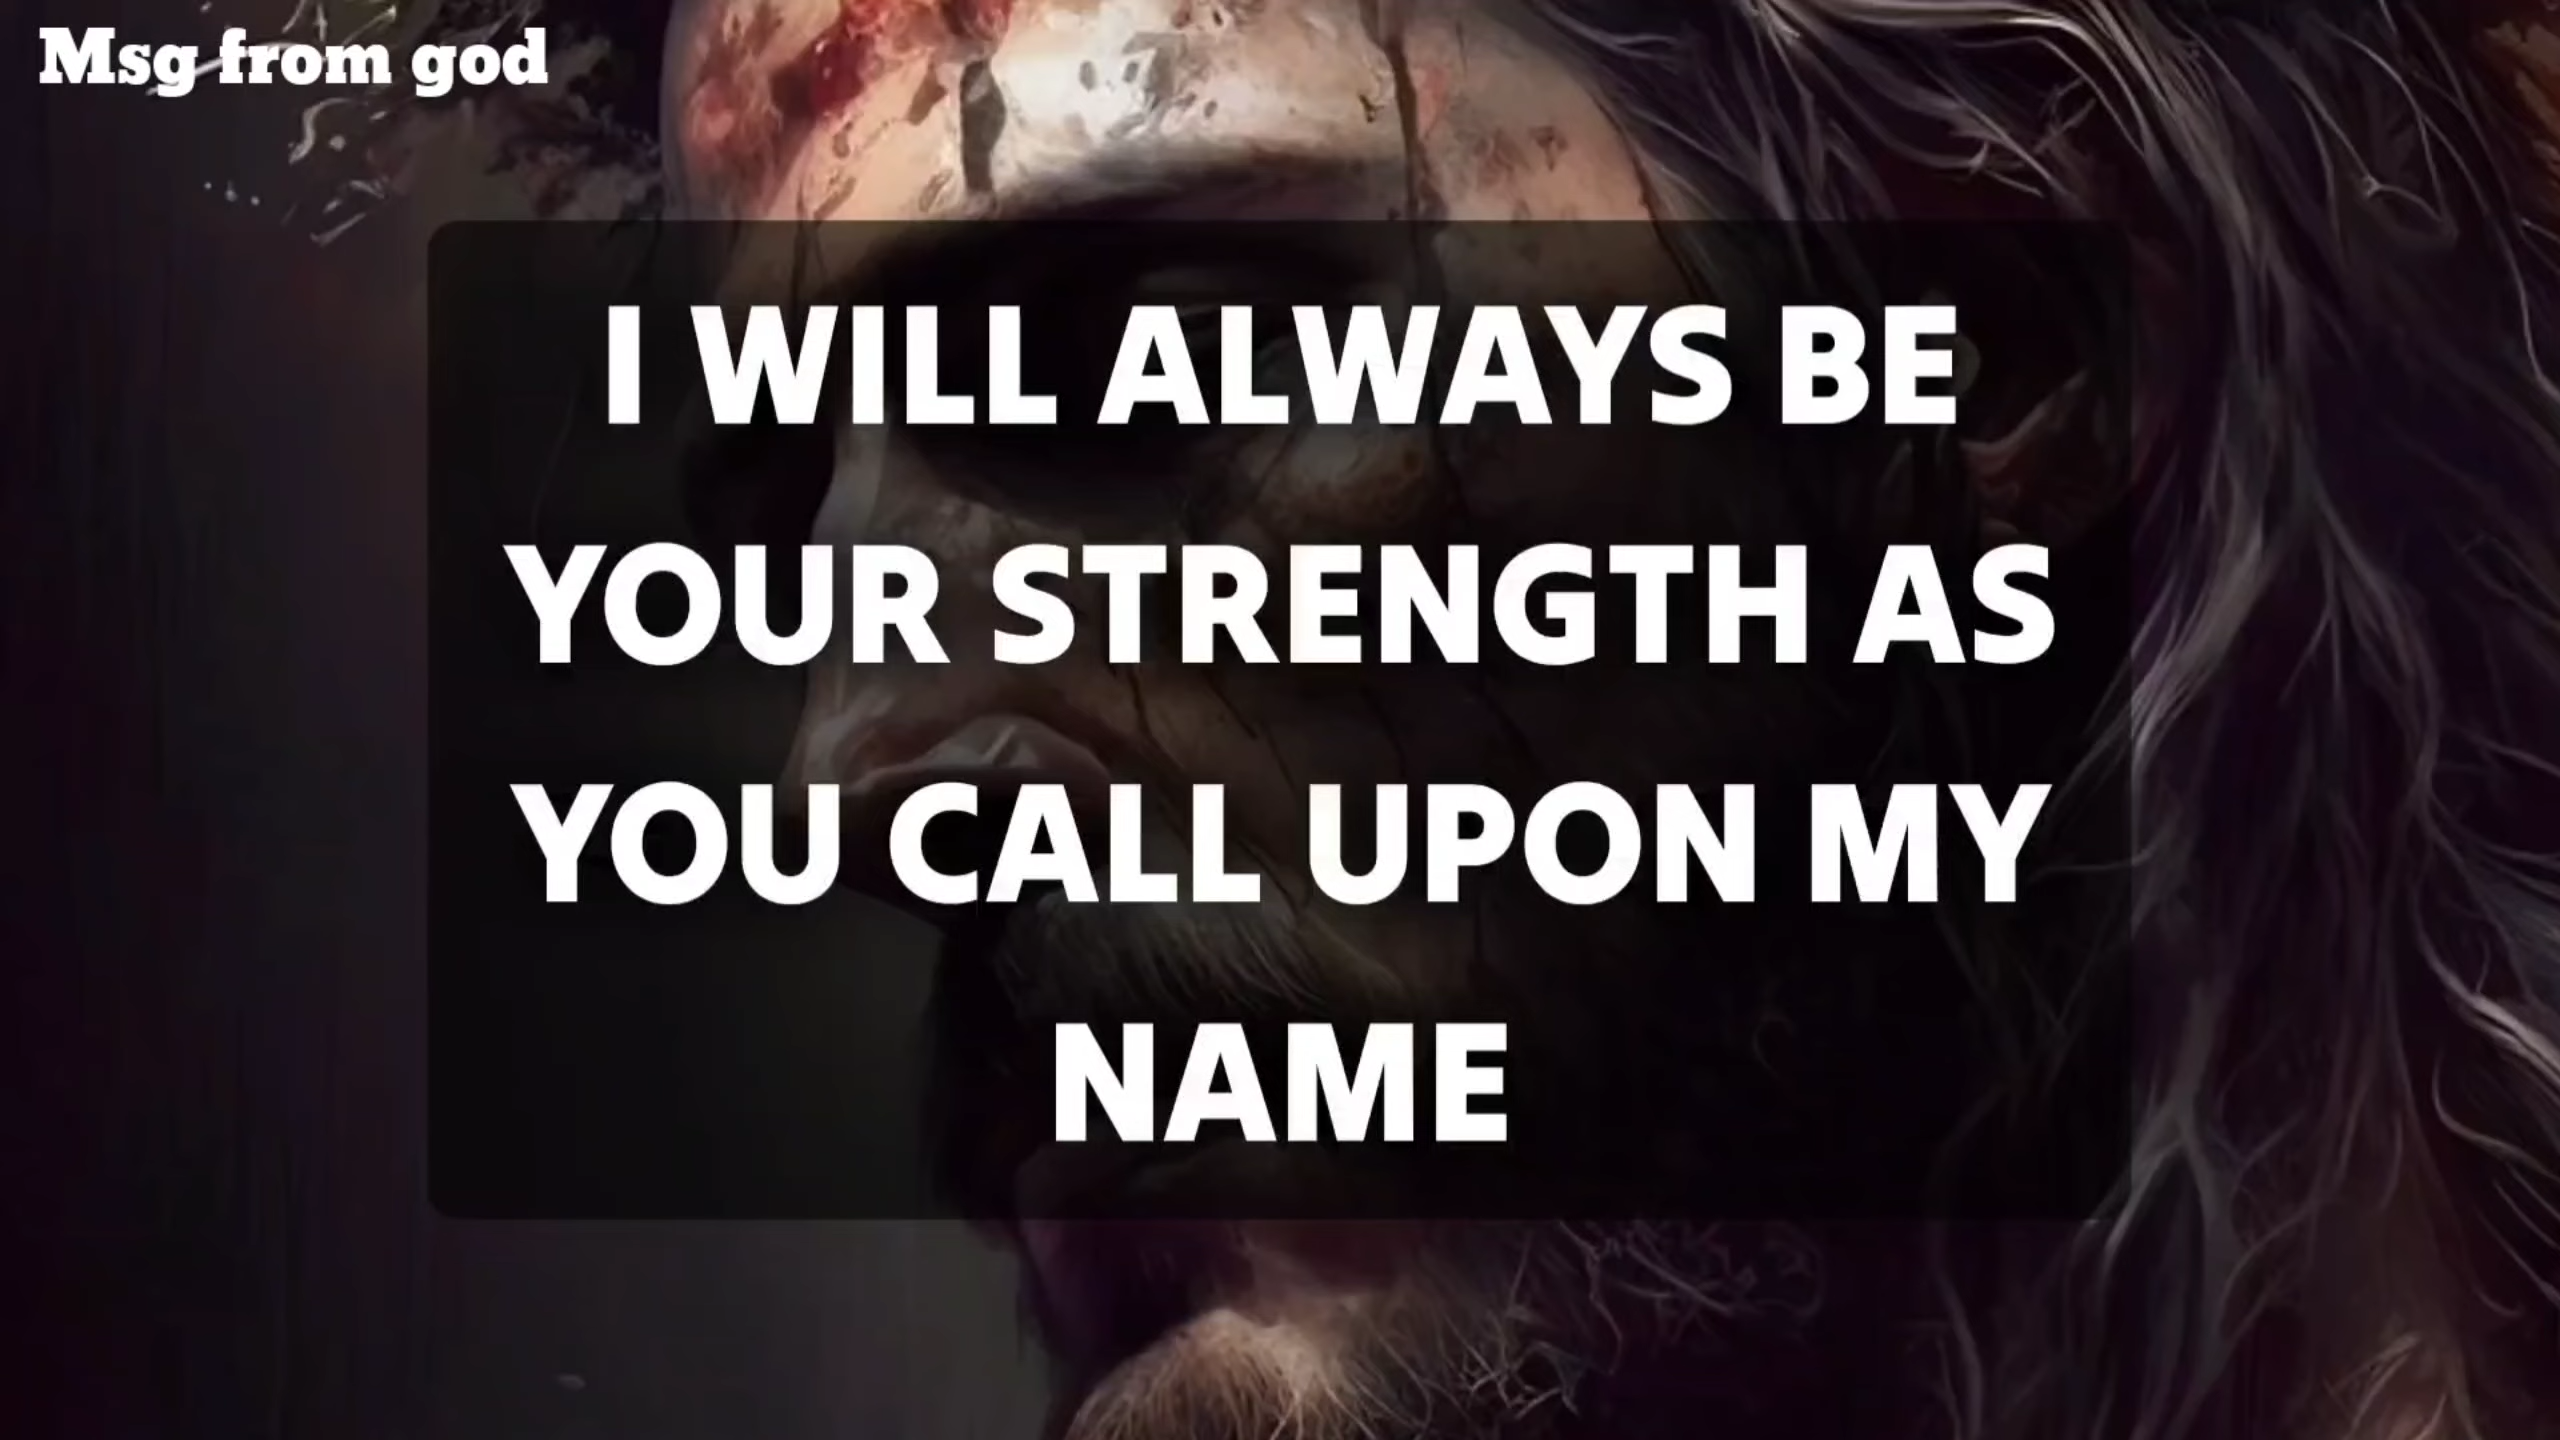 Msg from god
I WILL ALWAYS BE
YOUR STRENGTH AS
YOU CALL UPON MY
NAME